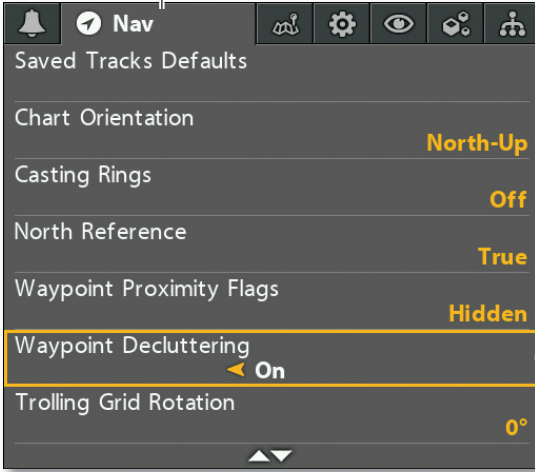 Nav
Saved Tracks Defaults
Chart Orientation
North-Up
Casting Rings
Off
North Reference
True
Waypoint Proximity Flags
Hidden
Waypoint Decluttering
On
Trolling Grid Rotation
0°